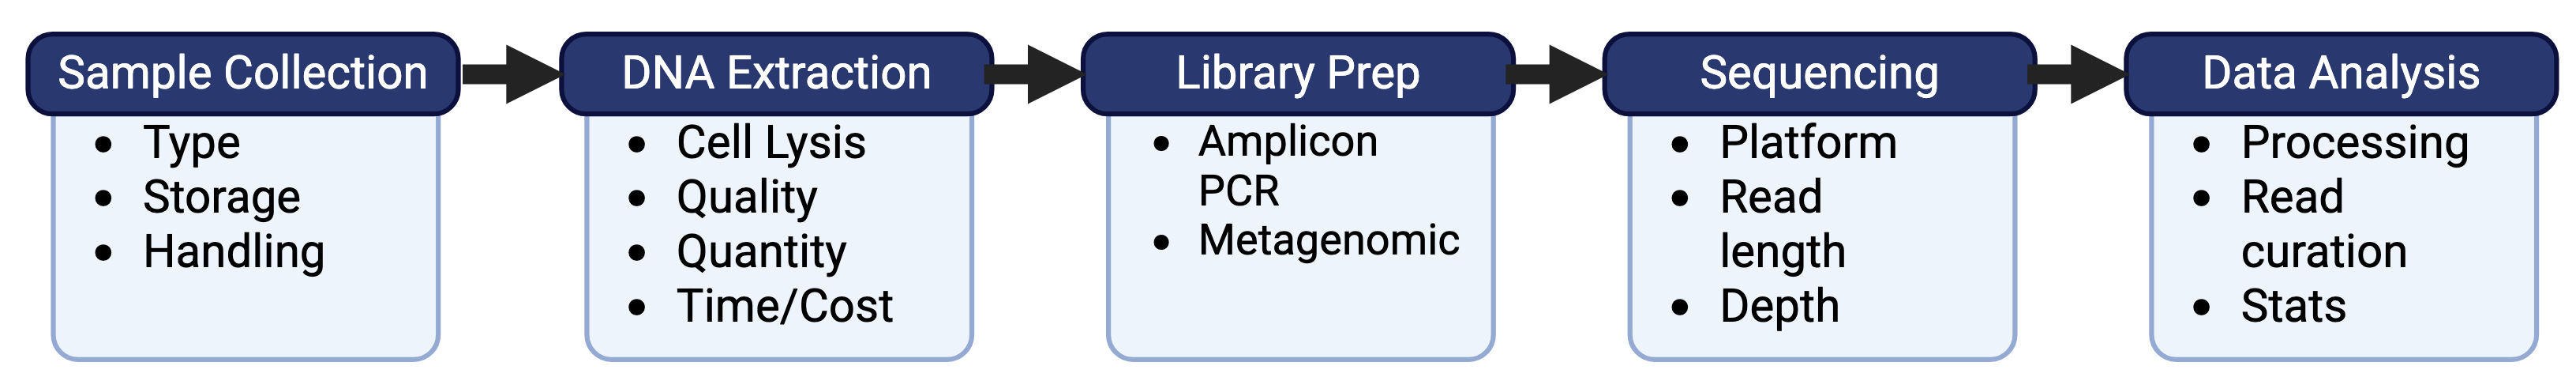 Sample Collection
• Type
• Storage
• Handling
DNA Extraction
• Cell Lysis
• Quality
• Quantity
• Time/Cost
Library Prep
• Amplicon
PCR
• Metagenomic
Sequencing
• Platform
• Read
length
• Depth
Data Analysis
• Processing
• Read
curation
• Stats